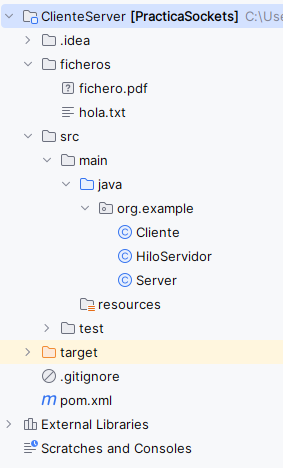 ClienteServer [PracticaSockets] C:\Use
.idea
ficheros
fichero.pdf
hola.txt
src
main
java
org.example
Cliente
HiloServidor
Server
resources
test
target
.gitignore
pom.xml
External Libraries
Scratches and Consoles